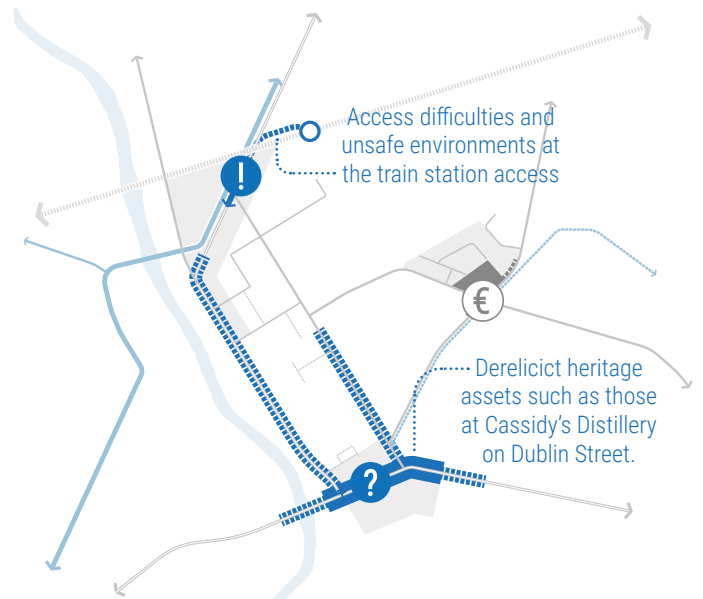 Access difficulties and
unsafe environments at
the train station access
!
€
Derelicict heritage
assets such as those
at Cassidy's Distillery
on Dublin Street.
?